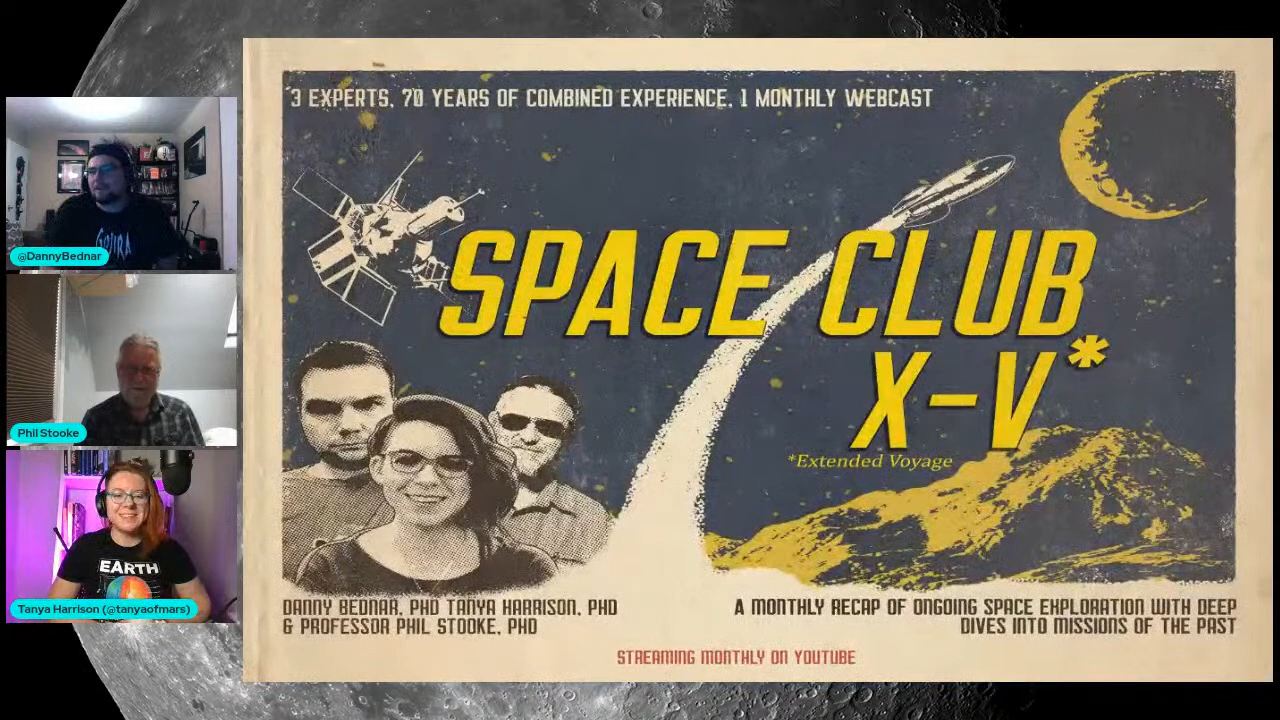 3 EXPERTS, 70 YEARS OF COMBINED EXPERIENCE, 1 MONTHLY WEBCAST
SPACE CLUB
X-V*
*Extended Voyage
DANNY BEDNAR, PHD TANYA HARRISON, PHD
& PROFESSOR PHIL STOOKE, PHD
A MONTHLY RECAP OF ONGOING SPACE EXPLORATION WITH DEEP
DIVES INTO MISSIONS OF THE PAST
STREAMING MONTHLY ON YOUTUBE
GOJIRA
@DannyBednar
Phil Stooke
EARTH
Tanya Harrison (@tanyaofmars)